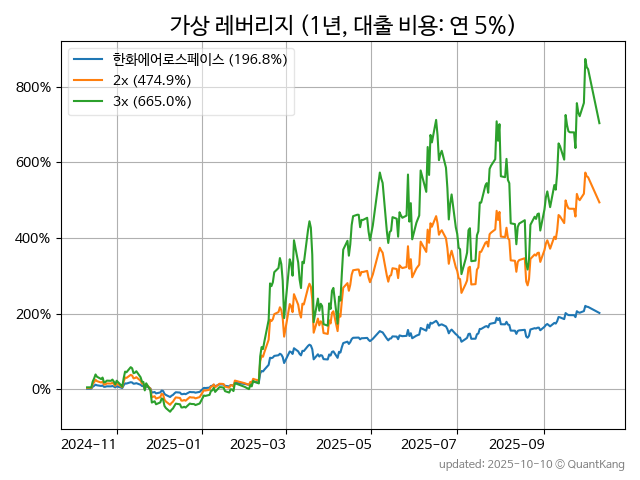 가상 레버리지 (1년, 대출 비용: 연 5%)
한화에어로스페이스 (196.8%)
2x (474.9%)
3x (665.0%)
800%
600%
400%
200%
0%
2024-11 2025-01 2025-03 2025-05 2025-07 2025-09
updated: 2025-10-10 © QuantKang